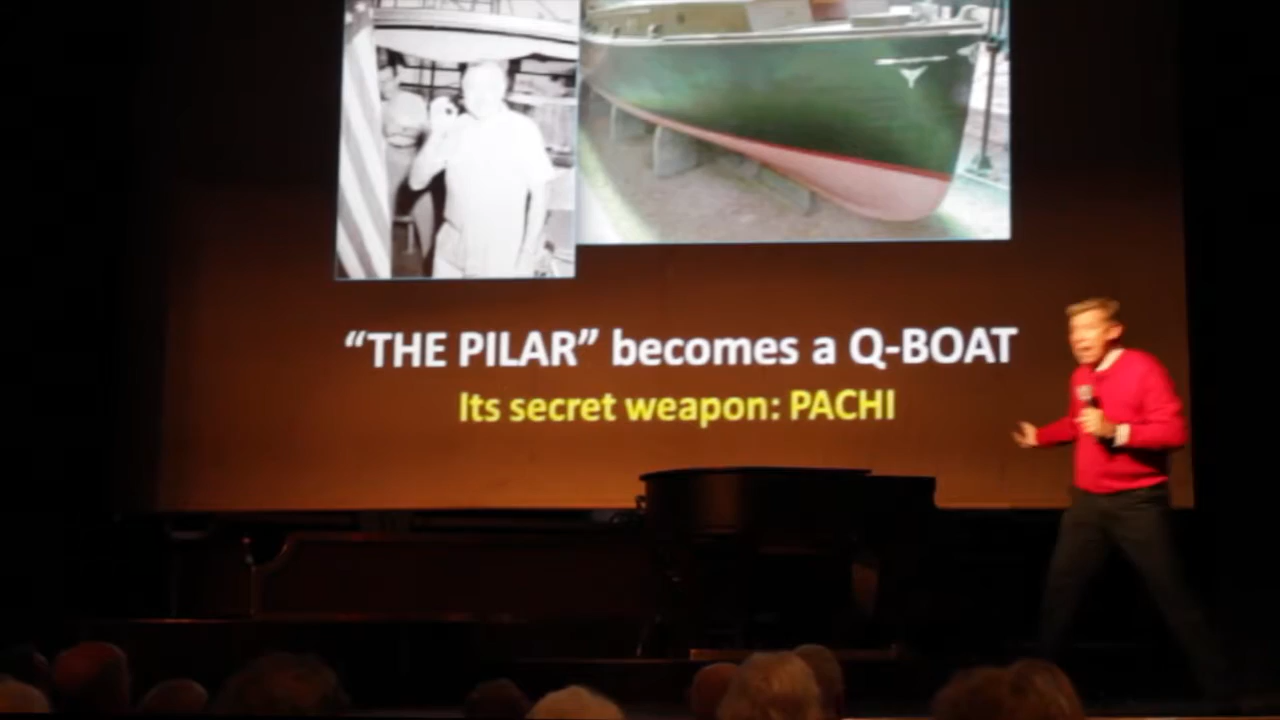 “THE PILAR” becomes a Q-BOAT
Its secret weapon: PACHI